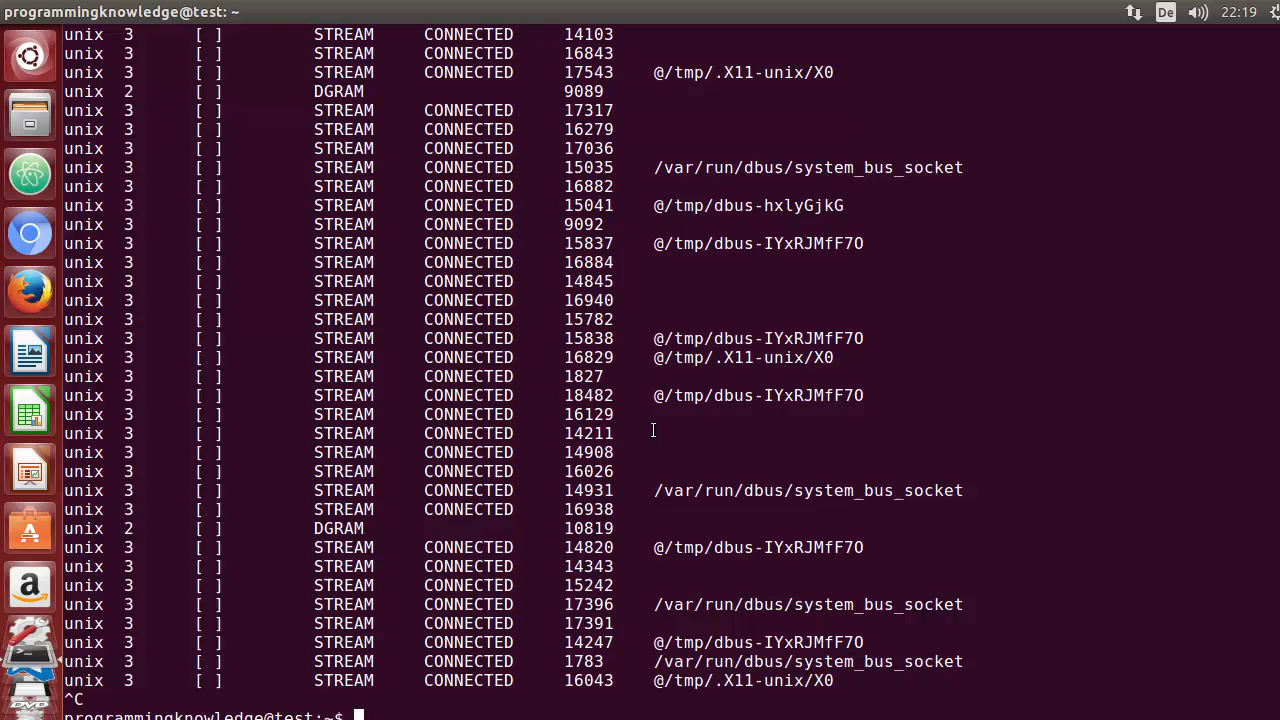 programmingknowledge@test: ~ De 22:19
unix 3 [ ] STREAM CONNECTED 14103
unix 3 [ ] STREAM CONNECTED 16843
unix 3 [ ] STREAM CONNECTED 17543 @/tmp/.X11-unix/X0
unix 2 [ ] DGRAM 9089
unix 3 [ ] STREAM CONNECTED 17317
unix 3 [ ] STREAM CONNECTED 16279
unix 3 [ ] STREAM CONNECTED 17036
unix 3 [ ] STREAM CONNECTED 15035 /var/run/dbus/system_bus_socket
unix 3 [ ] STREAM CONNECTED 16882
unix 3 [ ] STREAM CONNECTED 15041 @/tmp/dbus-hxlyGjkG
unix 3 [ ] STREAM CONNECTED 9092
unix 3 [ ] STREAM CONNECTED 15837 @/tmp/dbus-IYxRJMfF7O
unix 3 [ ] STREAM CONNECTED 16884
unix 3 [ ] STREAM CONNECTED 14845
unix 3 [ ] STREAM CONNECTED 16940
unix 3 [ ] STREAM CONNECTED 15782
unix 3 [ ] STREAM CONNECTED 15838 @/tmp/dbus-IYxRJMfF7O
unix 3 [ ] STREAM CONNECTED 16829 @/tmp/.X11-unix/X0
unix 3 [ ] STREAM CONNECTED 1827
unix 3 [ ] STREAM CONNECTED 18482 @/tmp/dbus-IYxRJMfF7O
unix 3 [ ] STREAM CONNECTED 16129
unix 3 [ ] STREAM CONNECTED 14211
unix 3 [ ] STREAM CONNECTED 14908
unix 3 [ ] STREAM CONNECTED 16026
unix 3 [ ] STREAM CONNECTED 14931 /var/run/dbus/system_bus_socket
unix 3 [ ] STREAM CONNECTED 16938
unix 2 [ ] DGRAM 10819
unix 3 [ ] STREAM CONNECTED 14820 @/tmp/dbus-IYxRJMfF7O
unix 3 [ ] STREAM CONNECTED 14343
unix 3 [ ] STREAM CONNECTED 15242
unix 3 [ ] STREAM CONNECTED 17396 /var/run/dbus/system_bus_socket
unix 3 [ ] STREAM CONNECTED 17391
unix 3 [ ] STREAM CONNECTED 14247 @/tmp/dbus-IYxRJMfF7O
unix 3 [ ] STREAM CONNECTED 1783 /var/run/dbus/system_bus_socket
unix 3 [ ] STREAM CONNECTED 16043 @/tmp/.X11-unix/X0
^C
programmingknowledge@test:~$